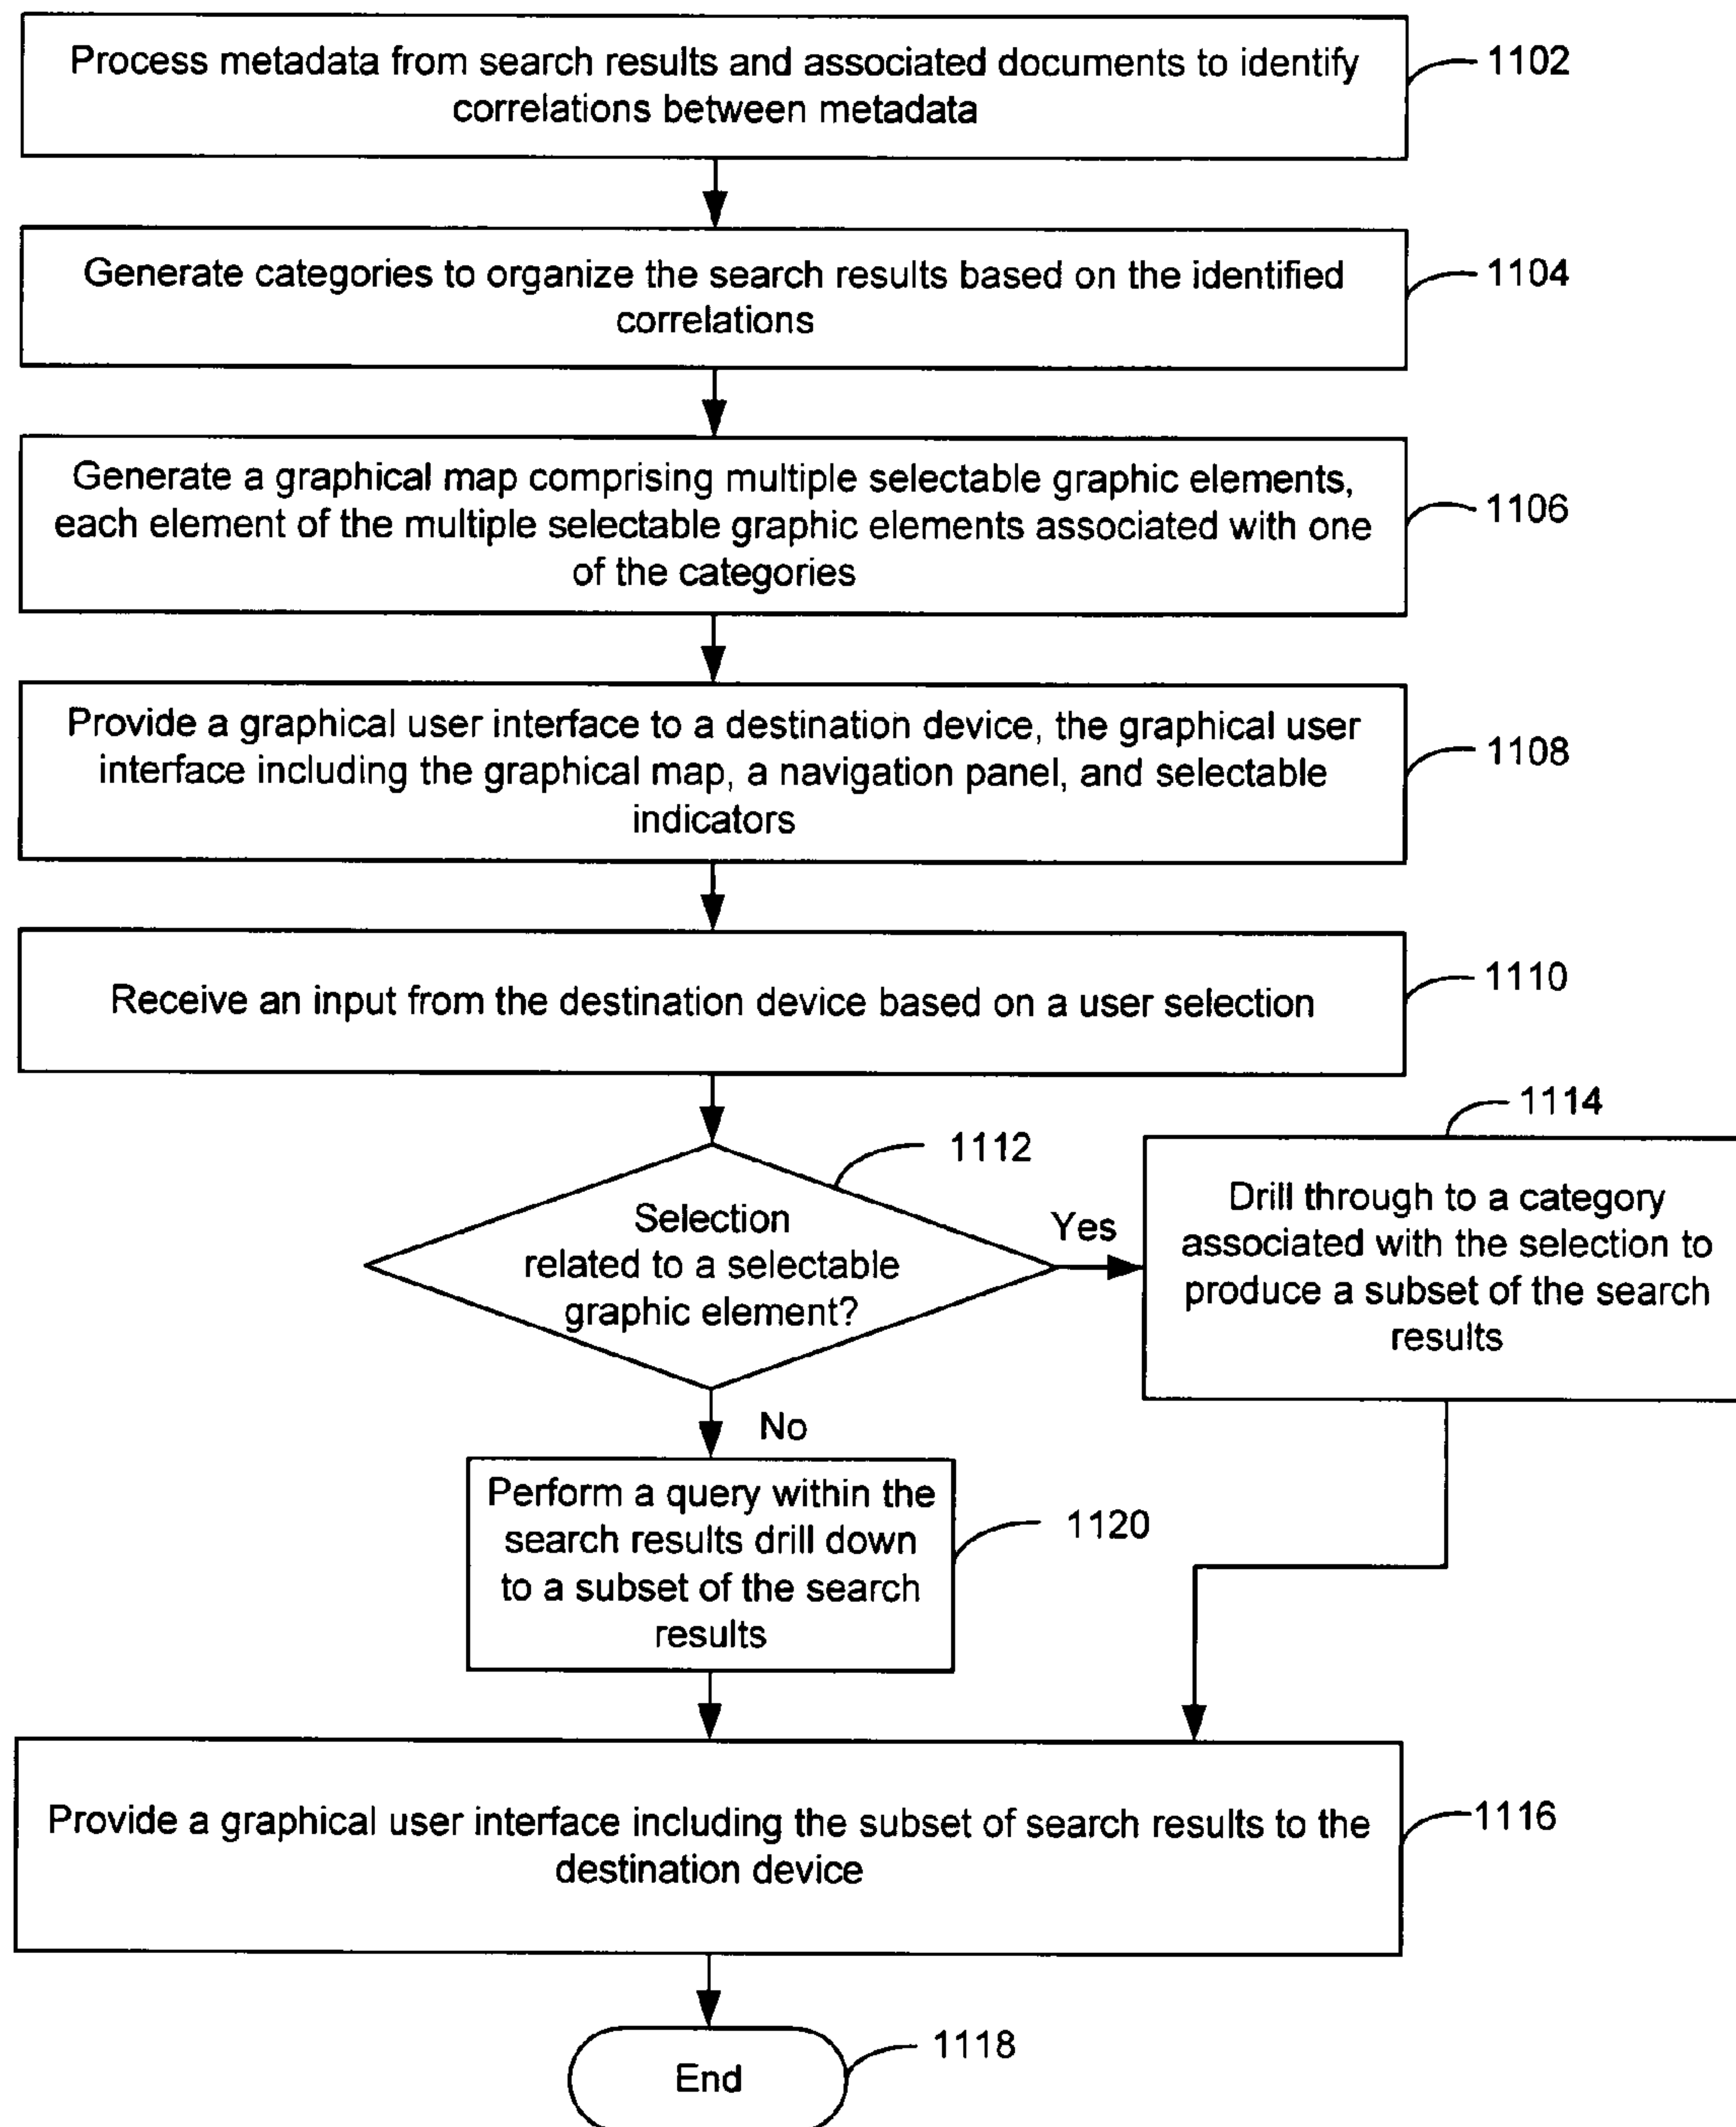 Process metadata from search results and associated documents to identify
correlations between metadata
1102
Generate categories to organize the search results based on the identified
correlations
1104
Generate a graphical map comprising multiple selectable graphic elements,
each element of the multiple selectable graphic elements associated with one
of the categories
1106
Provide a graphical user interface to a destination device, the graphical user
interface including the graphical map, a navigation panel, and selectable
indicators
1108
Receive an input from the destination device based on a user selection
1110
Selection
related to a selectable
graphic element?
1112
Yes
1114
Drill through to a category
associated with the selection to
produce a subset of the search
results
No
Perform a query within the
search results drill down
to a subset of the search
results
1120
Provide a graphical user interface including the subset of search results to the
destination device
1116
End
1118